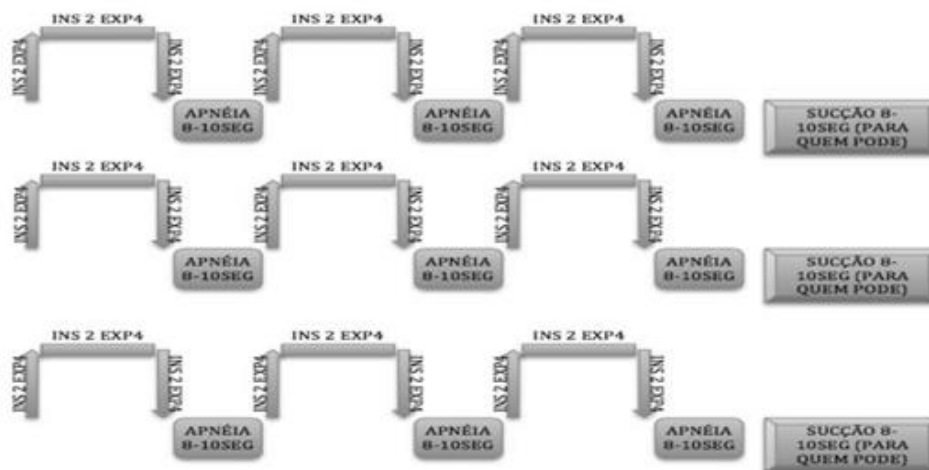 INS 2 EXP4
INS 2 EXP4
INS 2 EXP4
INS 2 EXP4
INS 2 EXP4
INS 2 EXP4
INS 2 EXP4
INS 2 EXP4
INS 2 EXP4
APNÉIA
8-10SEG
APNÉIA
8-10SEG
APNÉIA
8-10SEG
SUCÇÃO 8-
10SEG (PARA
QUEM PODE)
INS 2 EXP4
INS 2 EXP4
INS 2 EXP4
INS 2 EXP4
INS 2 EXP4
INS 2 EXP4
INS 2 EXP4
INS 2 EXP4
INS 2 EXP4
APNÉIA
8-10SEG
APNÉIA
8-10SEG
APNÉIA
8-10SEG
SUCÇÃO 8-
10SEG (PARA
QUEM PODE)
INS 2 EXP4
INS 2 EXP4
INS 2 EXP4
INS 2 EXP4
INS 2 EXP4
INS 2 EXP4
INS 2 EXP4
INS 2 EXP4
INS 2 EXP4
APNÉIA
8-10SEG
APNÉIA
8-10SEG
APNÉIA
8-10SEG
SUCÇÃO 8-
10SEG (PARA
QUEM PODE)